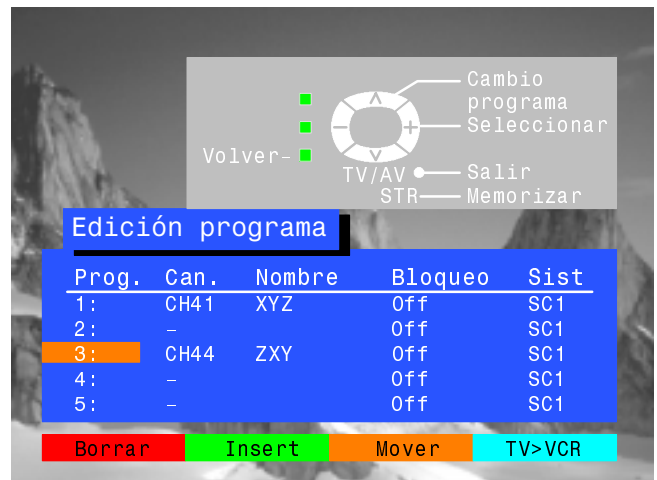 Cambio
programa
Seleccionar
Volver
TV/AV Salir
STR Memorizar
Edición programa
Prog. Can. Nombre Bloqueo Sist
1: CH41 XYZ Off SC1
2: – Off SC1
3: CH44 ZXY Off SC1
4: – Off SC1
5: – Off SC1
Borrar Insert Mover TV>VCR